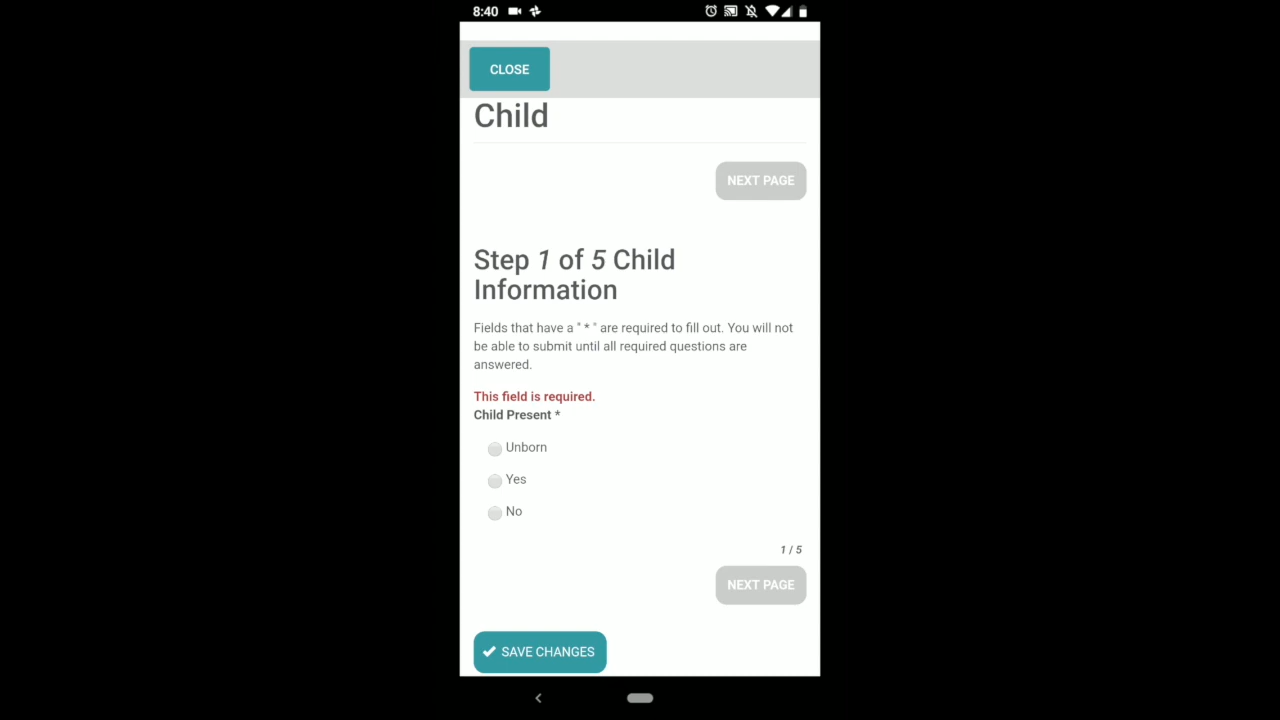 8:40
CLOSE
Child
NEXT PAGE
Step 1 of 5 Child
Information
Fields that have a " * " are required to fill out. You will not
be able to submit until all required questions are
answered.
This field is required.
Child Present *
Unborn
Yes
No
1 / 5
NEXT PAGE
SAVE CHANGES